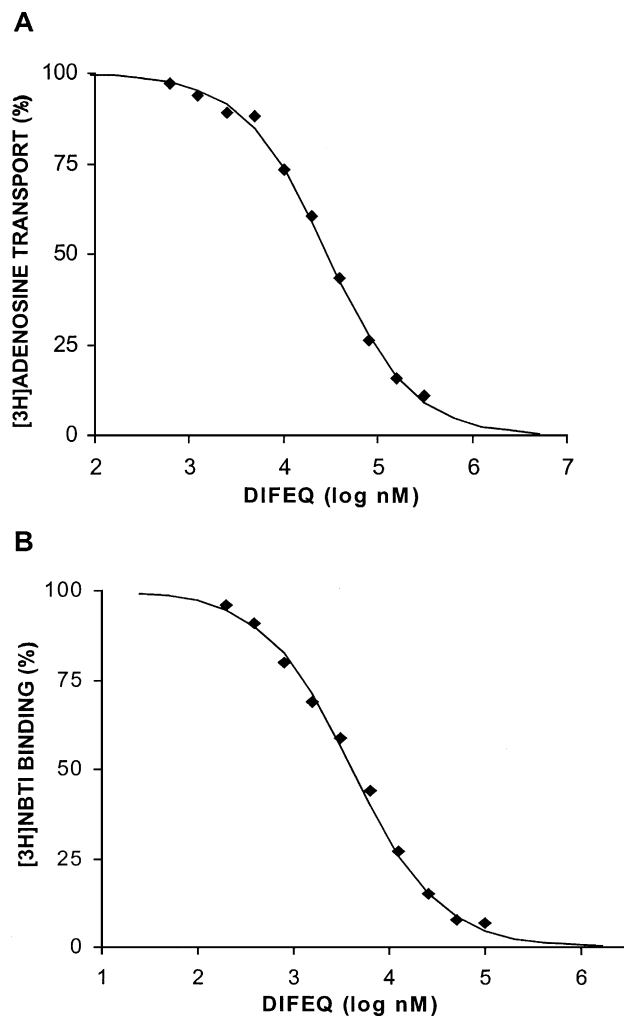 A
[3H]ADENOSINE TRANSPORT (%)
100
75
50
25
0
2 3 4 5 6 7
DIFEQ (log nM)
B
[3H]NBTI BINDING (%)
100
75
50
25
0
1 2 3 4 5 6
DIFEQ (log nM)